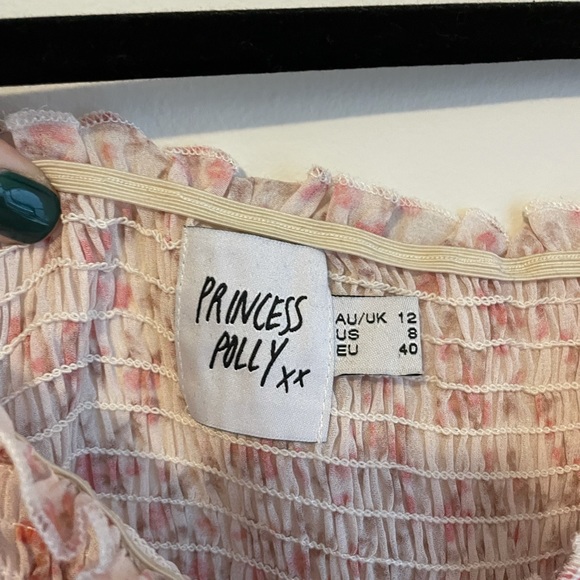 PRINCESS
POLLY xx
AU/UK 12
US 8
EU 40